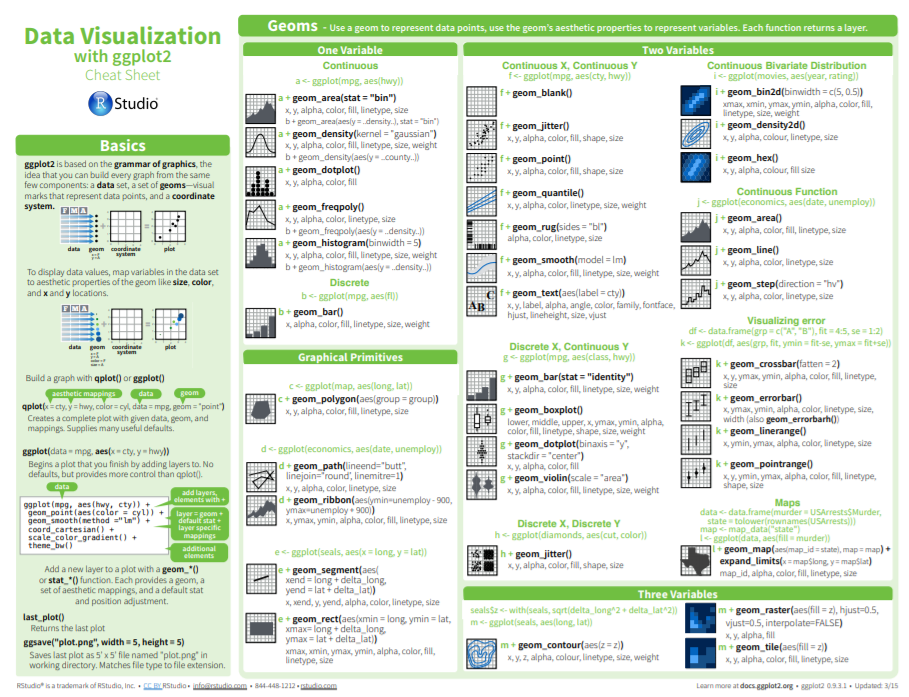 Data Visualization
with ggplot2
Cheat Sheet
R Studio
Basics
ggplot2 is based on the grammar of graphics, the
idea that you can build every graph from the same
few components: a data set, a set of geoms—visual
marks that represent data points, and a coordinate
system.
F M A
data geom coordinate system plot
To display data values, map variables in the data set
to aesthetic properties of the geom like size, color,
and x and y locations.
F M A
data geom coordinate system plot
Build a graph with qplot() or ggplot()
aesthetic mappings data geom
qplot(x = cty, y = hwy, color = cyl, data = mpg, geom = "point")
Creates a complete plot with given data, geom, and
mappings. Supplies many useful defaults.
ggplot(data = mpg, aes(x = cty, y = hwy))
Begins a plot that you finish by adding layers to. No
defaults, but provides more control than qplot().
data
ggplot(mpg, aes(hwy, cty)) +
geom_point(aes(color = cyl)) +
geom_smooth(method ="lm") +
coord_cartesian() +
scale_color_gradient() +
theme_bw()
add layers,
elements with +
layer = geom +
default stat +
layer specific
mappings
additional
elements
Add a new layer to a plot with a geom_*()
or stat_*() function. Each provides a geom, a
set of aesthetic mappings, and a default stat
and position adjustment.
last_plot()
Returns the last plot
ggsave("plot.png", width = 5, height = 5)
Saves last plot as 5' x 5' file named "plot.png" in
working directory. Matches file type to file extension.
Geoms - Use a geom to represent data points, use the geom's aesthetic properties to represent variables. Each function returns a layer.
One Variable
Continuous
a <- ggplot(mpg, aes(hwy))
a + geom_area(stat = "bin")
x, y, alpha, color, fill, linetype, size
b + geom_area(aes(y = ..density..), stat = "bin")
a + geom_density(kernel = "gaussian")
x, y, alpha, color, fill, linetype, size, weight
b + geom_density(aes(y = ..county..))
a + geom_dotplot()
x, y, alpha, color, fill
a + geom_freqpoly()
x, y, alpha, color, linetype, size
b + geom_freqpoly(aes(y = ..density..))
a + geom_histogram(binwidth = 5)
x, y, alpha, color, fill, linetype, size, weight
b + geom_histogram(aes(y = ..density..))
Discrete
b <- ggplot(mpg, aes(fl))
b + geom_bar()
x, alpha, color, fill, linetype, size, weight
Graphical Primitives
c <- ggplot(map, aes(long, lat))
c + geom_polygon(aes(group = group))
x, y, alpha, color, fill, linetype, size
d <- ggplot(economics, aes(date, unemploy))
d + geom_path(lineend="butt",
linejoin="round', linemitre=1)
x, y, alpha, color, linetype, size
d + geom_ribbon(aes(ymin=unemploy - 900,
ymax=unemploy + 900))
x, ymax, ymin, alpha, color, fill, linetype, size
e <- ggplot(seals, aes(x = long, y = lat))
e + geom_segment(aes(
xend = long + delta_long,
yend = lat + delta_lat))
x, xend, y, yend, alpha, color, linetype, size
e + geom_rect(aes(xmin = long, ymin = lat,
xmax= long + delta_long,
ymax = lat + delta_lat))
xmax, xmin, ymax, ymin, alpha, color, fill,
linetype, size
Two Variables
Continuous X, Continuous Y
f <- ggplot(mpg, aes(cty, hwy))
f + geom_blank()
f + geom_jitter()
x, y, alpha, color, fill, shape, size
f + geom_point()
x, y, alpha, color, fill, shape, size
f + geom_quantile()
x, y, alpha, color, linetype, size, weight
f + geom_rug(sides = "bl")
alpha, color, linetype, size
f + geom_smooth(model = lm)
x, y, alpha, color, fill, linetype, size, weight
f + geom_text(aes(label = cty))
x, y, label, alpha, angle, color, family, fontface,
hjust, lineheight, size, vjust
C
AB
Discrete X, Continuous Y
g <- ggplot(mpg, aes(class, hwy))
g + geom_bar(stat = "identity")
x, y, alpha, color, fill, linetype, size, weight
g + geom_boxplot()
lower, middle, upper, x, ymax, ymin, alpha,
color, fill, linetype, shape, size, weight
g + geom_dotplot(binaxis = "y",
stackdir = "center")
x, y, alpha, color, fill
g + geom_violin(scale = "area")
x, y, alpha, color, fill, linetype, size, weight
Discrete X, Discrete Y
h <- ggplot(diamonds, aes(cut, color))
h + geom_jitter()
x, y, alpha, color, fill, shape, size
Continuous Bivariate Distribution
i <- ggplot(movies, aes(year, rating))
i + geom_bin2d(binwidth = c(5, 0.5))
xmax, xmin, ymax, ymin, alpha, color, fill,
linetype, size, weight
i + geom_density2d()
x, y, alpha, colour, linetype, size
i + geom_hex()
x, y, alpha, colour, fill size
Continuous Function
j <- ggplot(economics, aes(date, unemploy))
j + geom_area()
x, y, alpha, color, fill, linetype, size
j + geom_line()
x, y, alpha, color, linetype, size
j + geom_step(direction = "hv")
x, y, alpha, color, linetype, size
Visualizing error
df <- data.frame(grp = c("A", "B"), fit = 4:5, se = 1:2)
k <- ggplot(df, aes(grp, fit, ymin = fit-se, ymax = fit+se))
k + geom_crossbar(fatten = 2)
x, y, ymax, ymin, alpha, color, fill, linetype,
size
k + geom_errorbar()
x, ymax, ymin, alpha, color, linetype, size,
width (also geom_errorbarh())
k + geom_linerange()
x, ymin, ymax, alpha, color, linetype, size
k + geom_pointrange()
x, y, ymin, ymax, alpha, color, fill, linetype,
shape, size
Maps
data <- data.frame(murder = USArrests$Murder,
state = tolower(rownames(USArrests)))
map <- map_data("state")
l <- ggplot(data, aes(fill = murder))
l + geom_map(aes(map_id = state), map = map) +
expand_limits(x = map$long, y = map$lat)
map_id, alpha, color, fill, linetype, size
Three Variables
seals$z <- with(seals, sqrt(delta_long^2 + delta_lat^2))
m <- ggplot(seals, aes(long, lat))
m + geom_contour(aes(z = z))
x, y, z, alpha, colour, linetype, size, weight
m + geom_raster(aes(fill = z), hjust=0.5,
vjust=0.5, interpolate=FALSE)
x, y, alpha, fill
m + geom_tile(aes(fill = z))
x, y, alpha, color, fill, linetype, size
RStudio® is a trademark of RStudio, Inc. • CC BY RStudio • info@rstudio.com • 844-448-1212 • rstudio.com
Learn more at docs.ggplot2.org • ggplot2 0.9.3.1 • Updated: 3/15